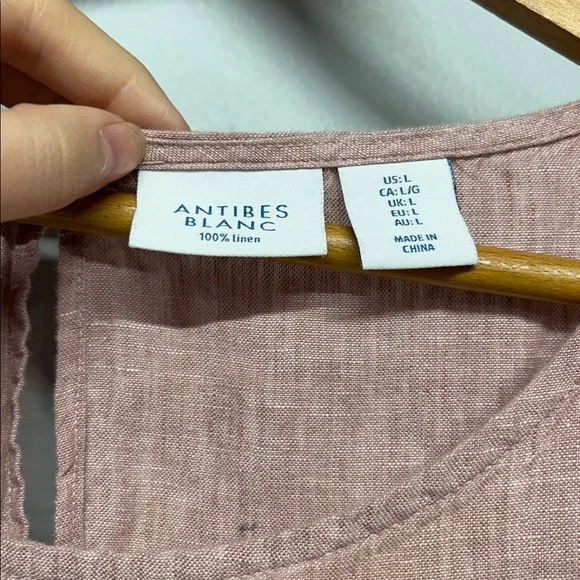 ANTIBES
BLANC
100% linen
US: L
CA: L/G
UK: L
EU: L
AU: L
MADE IN
CHINA